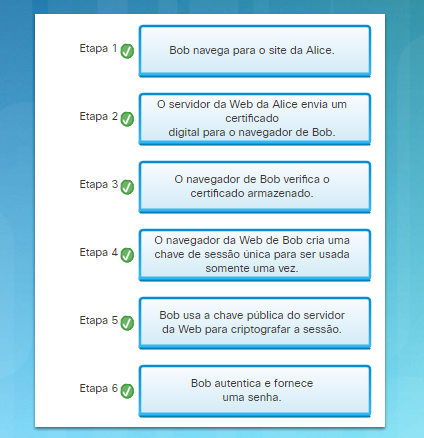 Etapa 1
Bob navega para o site da Alice.
Etapa 2
O servidor da Web da Alice envia um
certificado
digital para o navegador de Bob.
Etapa 3
O navegador de Bob verifica o
certificado armazenado.
Etapa 4
O navegador da Web de Bob cria uma
chave de sessão única para ser usada
somente uma vez.
Etapa 5
Bob usa a chave pública do servidor
da Web para criptografar a sessão.
Etapa 6
Bob autentica e fornece
uma senha.